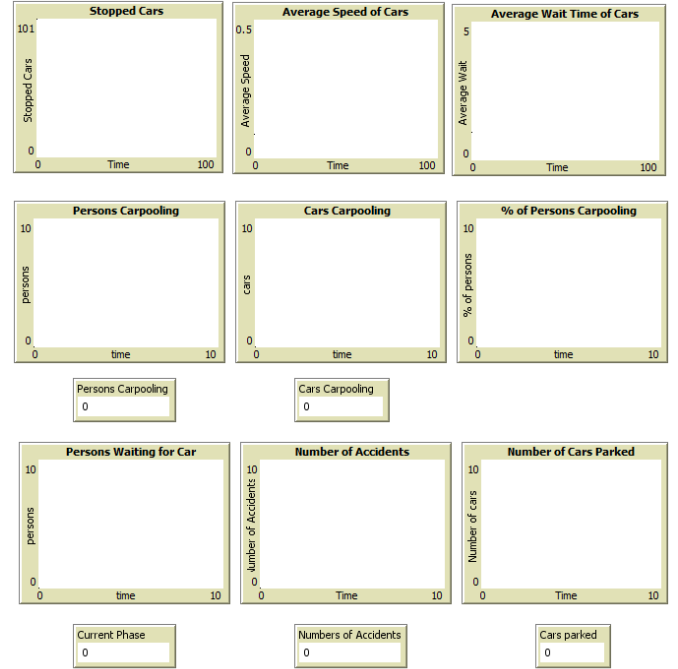 Stopped Cars
101
Stopped Cars
0
0 Time 100
Average Speed of Cars
0.5
Average Speed
0
0 Time 100
Average Wait Time of Cars
5
Average Wait
0
0 Time 100
Persons Carpooling
10
persons
0
0 time 10
Cars Carpooling
10
cars
0
0 time 10
% of Persons Carpooling
10
% of persons
0
0 time 10
Persons Carpooling
0
Cars Carpooling
0
Persons Waiting for Car
10
persons
0
0 time 10
Number of Accidents
10
Number of Accidents
0
0 Time 10
Number of Cars Parked
10
Number of cars
0
0 Time 10
Current Phase
0
Numbers of Accidents
0
Cars parked
0